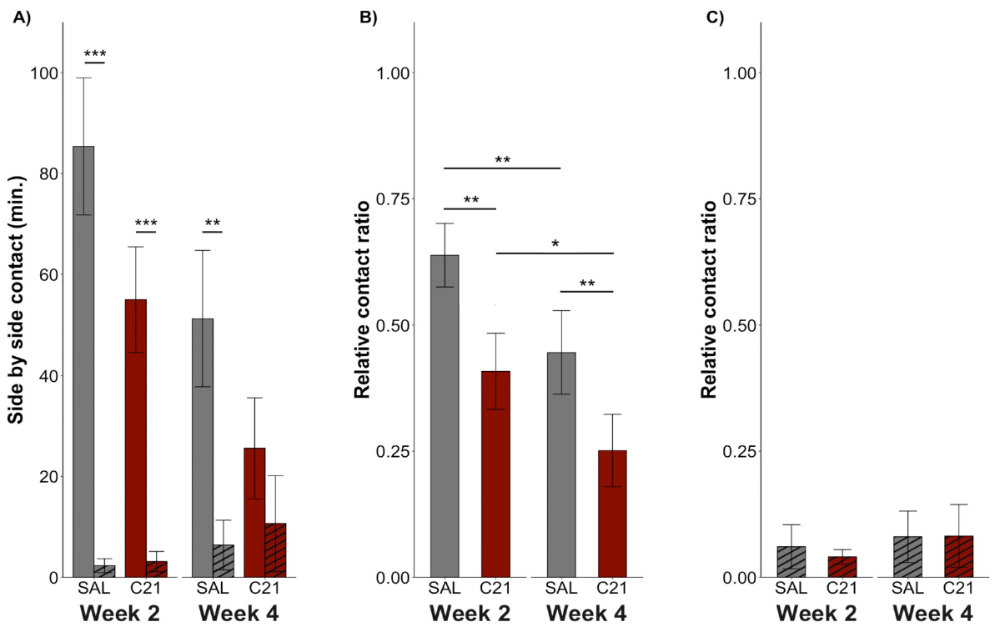 A)
Side by side contact (min.)
100
80
60
40
20
0
***
***
**
SAL C21 SAL C21
Week 2 Week 4
B)
Relative contact ratio
1.00
0.75
0.50
0.25
0.00
**
**
*
**
SAL C21 SAL C21
Week 2 Week 4
C)
Relative contact ratio
1.00
0.75
0.50
0.25
0.00
SAL C21 SAL C21
Week 2 Week 4